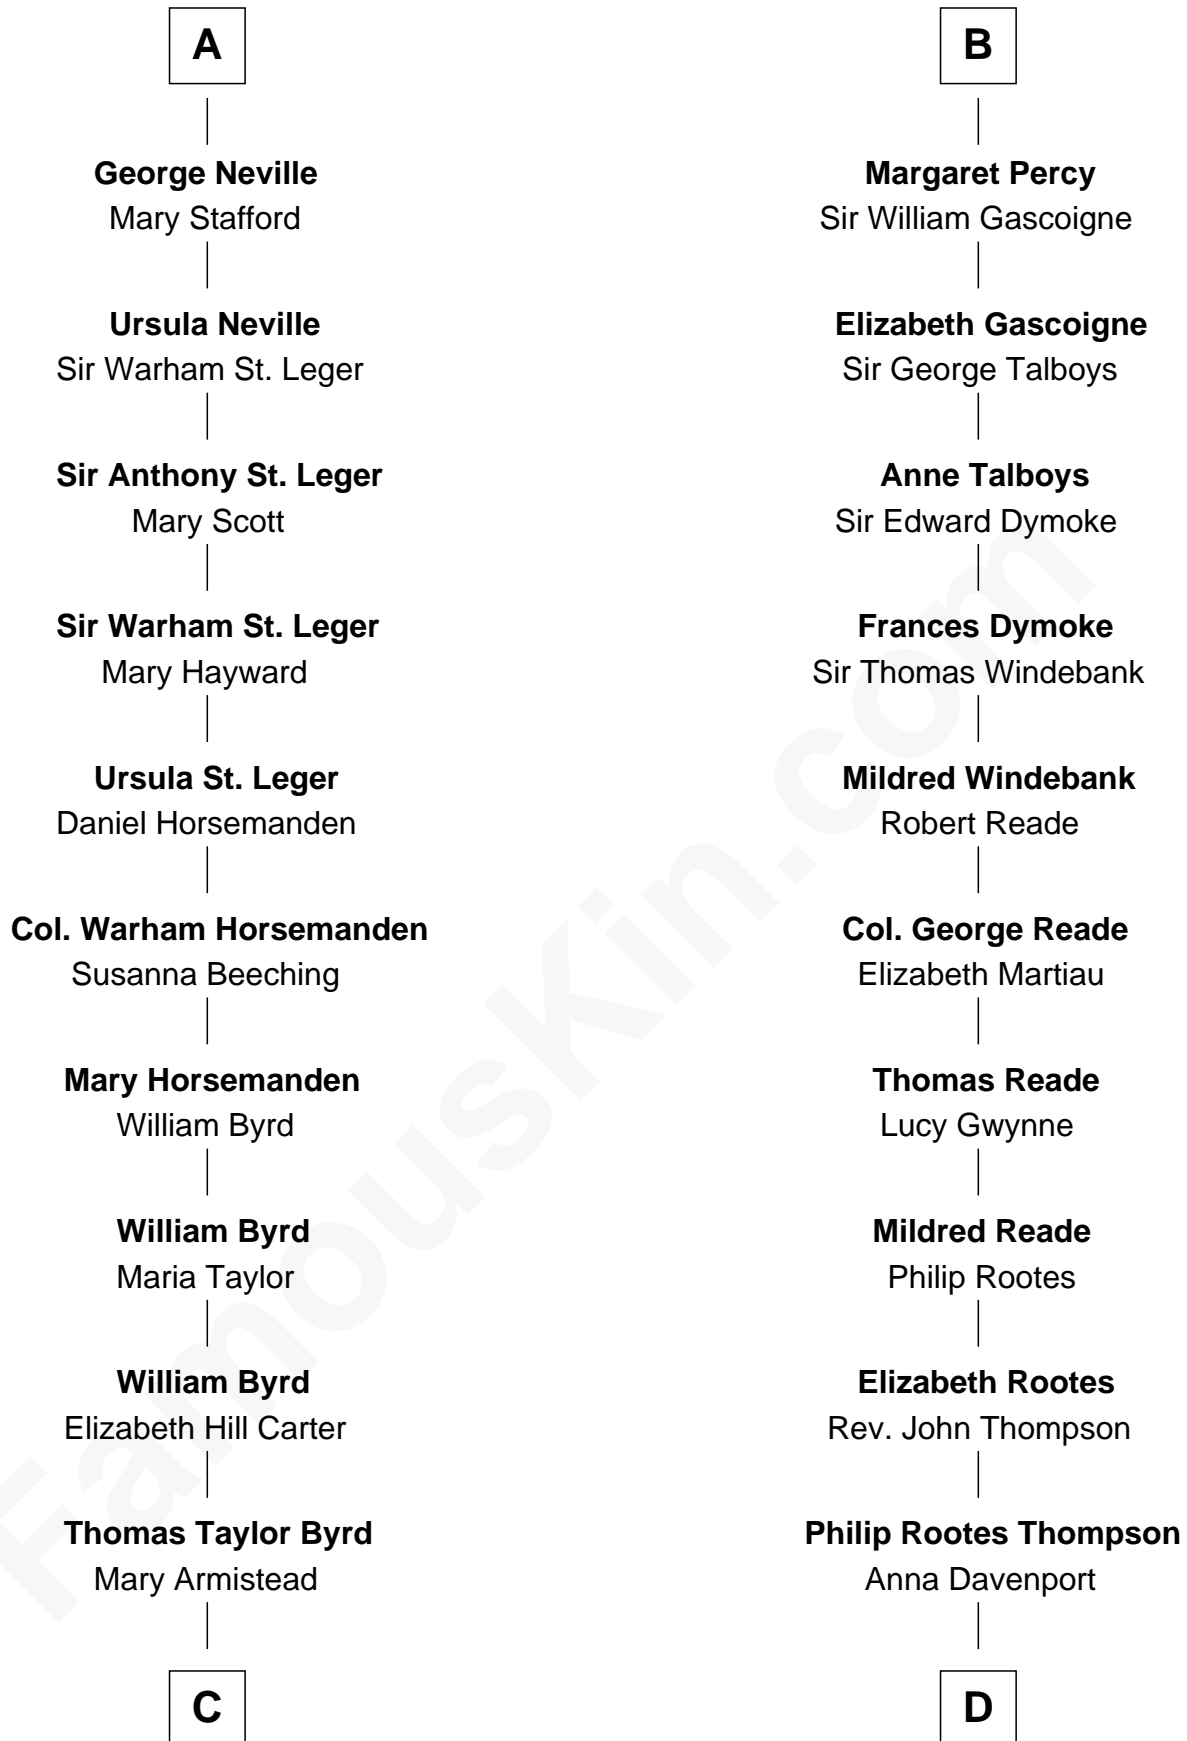 A
George Neville
Mary Stafford
Ursula Neville
Sir Warham St. Leger
Sir Anthony St. Leger
Mary Scott
Sir Warham St. Leger
Mary Hayward
Ursula St. Leger
Daniel Horsemanden
Col. Warham Horsemanden
Susanna Beeching
Mary Horsemanden
William Byrd
William Byrd
Maria Taylor
William Byrd
Elizabeth Hill Carter
Thomas Taylor Byrd
Mary Armistead
C
B
Margaret Percy
Sir William Gascoigne
Elizabeth Gascoigne
Sir George Talboys
Anne Talboys
Sir Edward Dymoke
Frances Dymoke
Sir Thomas Windebank
Mildred Windebank
Robert Reade
Col. George Reade
Elizabeth Martiau
Thomas Reade
Lucy Gwynne
Mildred Reade
Philip Rootes
Elizabeth Rootes
Rev. John Thompson
Philip Rootes Thompson
Anna Davenport
D
FamousKin.com